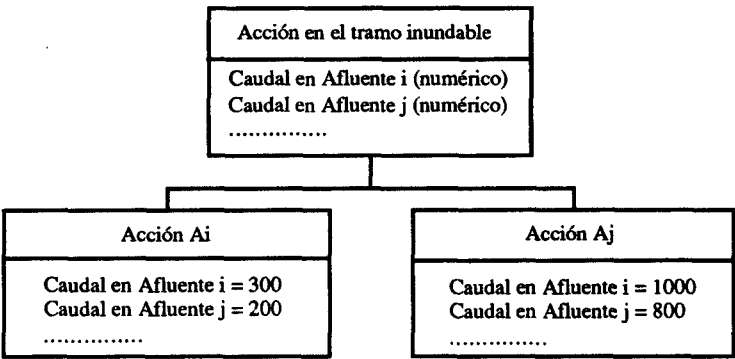 Acción en el tramo inundable
Caudal en Afluente i (numérico)
Caudal en Afluente j (numérico)
...............
Acción Ai
Caudal en Afluente i = 300
Caudal en Afluente j = 200
...............
Acción Aj
Caudal en Afluente i = 1000
Caudal en Afluente j = 800
...............